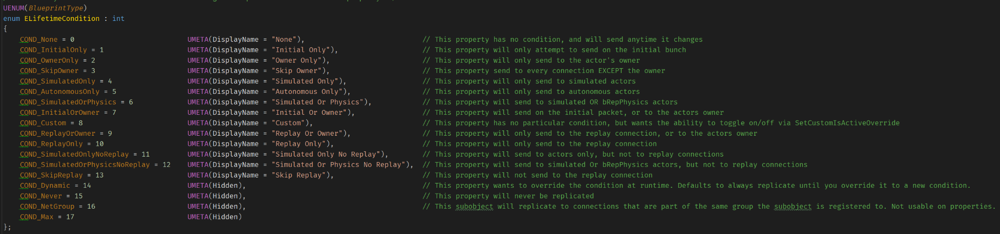 UENUM(BlueprintType)
enum ELifetimeCondition : int
{
COND_None = 0 UMETA(DisplayName = "None"), // This property has no condition, and will send anytime it changes
COND_InitialOnly = 1 UMETA(DisplayName = "Initial Only"), // This property will only attempt to send on the initial bunch
COND_OwnerOnly = 2 UMETA(DisplayName = "Owner Only"), // This property will only send to the actor's owner
COND_SkipOwner = 3 UMETA(DisplayName = "Skip Owner"), // This property send to every connection EXCEPT the owner
COND_SimulatedOnly = 4 UMETA(DisplayName = "Simulated Only"), // This property will only send to simulated actors
COND_AutonomousOnly = 5 UMETA(DisplayName = "Autonomous Only"), // This property will only send to autonomous actors
COND_SimulatedOrPhysics = 6 UMETA(DisplayName = "Simulated Or Physics"), // This property will send to simulated OR bRepPhysics actors
COND_InitialOrOwner = 7 UMETA(DisplayName = "Initial Or Owner"), // This property will send on the initial packet, or to the actors owner
COND_Custom = 8 UMETA(DisplayName = "Custom"), // This property has no particular condition, but wants the ability to toggle on/off via SetCustomIsActiveOverride
COND_ReplayOrOwner = 9 UMETA(DisplayName = "Replay Or Owner"), // This property will only send to the replay connection, or to the actors owner
COND_ReplayOnly = 10 UMETA(DisplayName = "Replay Only"), // This property will only send to the replay connection
COND_SimulatedOnlyNoReplay = 11 UMETA(DisplayName = "Simulated Only No Replay"), // This property will send to actors only, but not to replay connections
COND_SimulatedOrPhysicsNoReplay = 12 UMETA(DisplayName = "Simulated Or Physics No Replay"), // This property will send to simulated Or bRepPhysics actors, but not to replay connections
COND_SkipReplay = 13 UMETA(DisplayName = "Skip Replay"), // This property will not send to the replay connection
COND_Dynamic = 14 UMETA(Hidden), // This property wants to override the condition at runtime. Defaults to always replicate until you override it to a new condition.
COND_Never = 15 UMETA(Hidden), // This property will never be replicated
COND_NetGroup = 16 UMETA(Hidden), // This subobject will replicate to connections that are part of the same group the subobject is registered to. Not usable on properties.
COND_Max = 17 UMETA(Hidden)
};